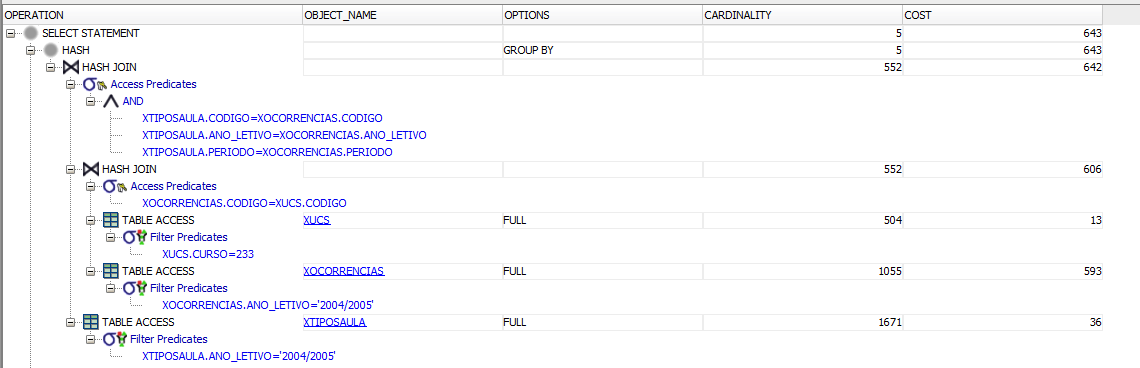 OPERATION OBJECT_NAME OPTIONS CARDINALITY COST
SELECT STATEMENT 5 643
HASH GROUP BY 5 643
HASH JOIN 552 642
Access Predicates
AND
XTIPOSAULA.CODIGO=XOCORRENCIAS.CODIGO
XTIPOSAULA.ANO_LETIVO=XOCORRENCIAS.ANO_LETIVO
XTIPOSAULA.PERIODO=XOCORRENCIAS.PERIODO
HASH JOIN 552 606
Access Predicates
XOCORRENCIAS.CODIGO=XUCS.CODIGO
TABLE ACCESS XUCS FULL 504 13
Filter Predicates
XUCS.CURSO=233
TABLE ACCESS XOCORRENCIAS FULL 1055 593
Filter Predicates
XOCORRENCIAS.ANO_LETIVO='2004/2005'
TABLE ACCESS XTIPOSAULA FULL 1671 36
Filter Predicates
XTIPOSAULA.ANO_LETIVO='2004/2005'